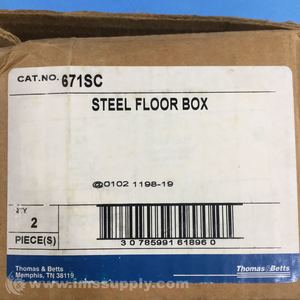 CAT.NO. 671SC
STEEL FLOOR BOX
@0102 1198-19
QTY
2
PIECE(S)
3 0 785991 61896 0
Thomas & Betts
Memphis, TN 38119
Thomas & Betts
© www.imssupply.com